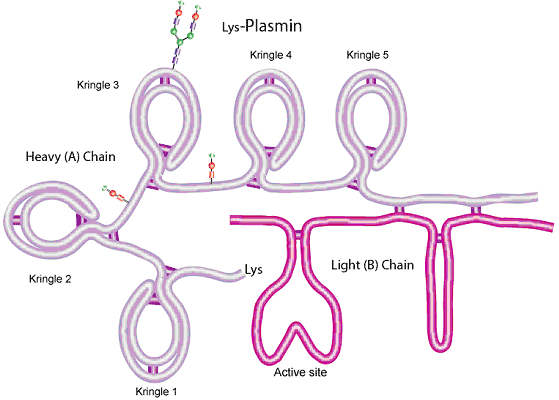 Lys-Plasmin
Kringle 3
Kringle 4
Kringle 5
Heavy (A) Chain
Kringle 2
Lys
Light (B) Chain
Active site
Kringle 1